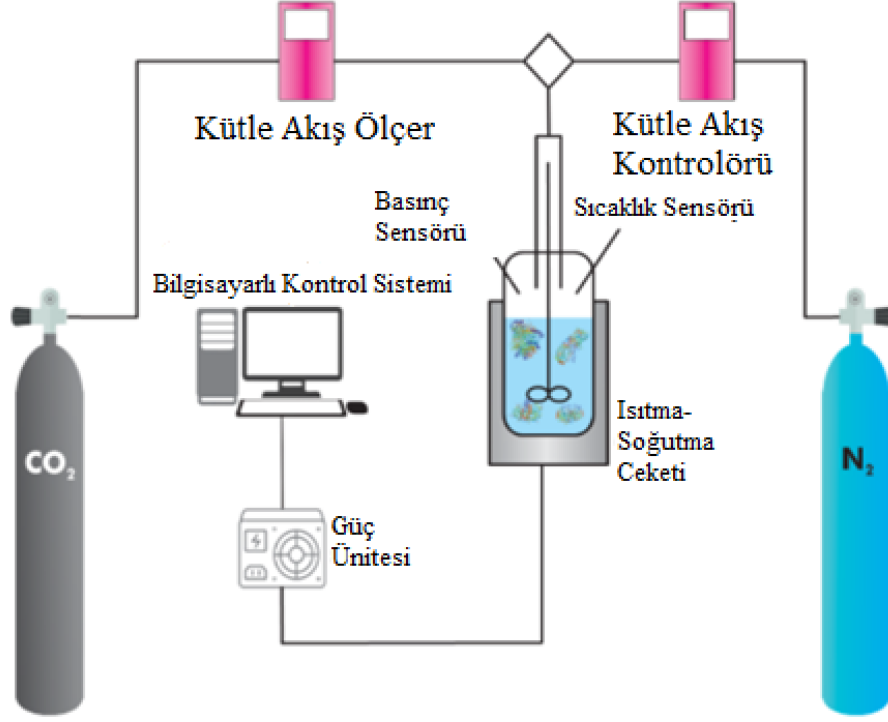 Kütle Akış Ölçer
Kütle Akış
Kontrolörü
Basınç
Sensörü
Sıcaklık Sensörü
Bilgisayarlı Kontrol Sistemi
Isıtma-
Soğutma
Ceketi
CO₂
N₂
Güç
Ünitesi